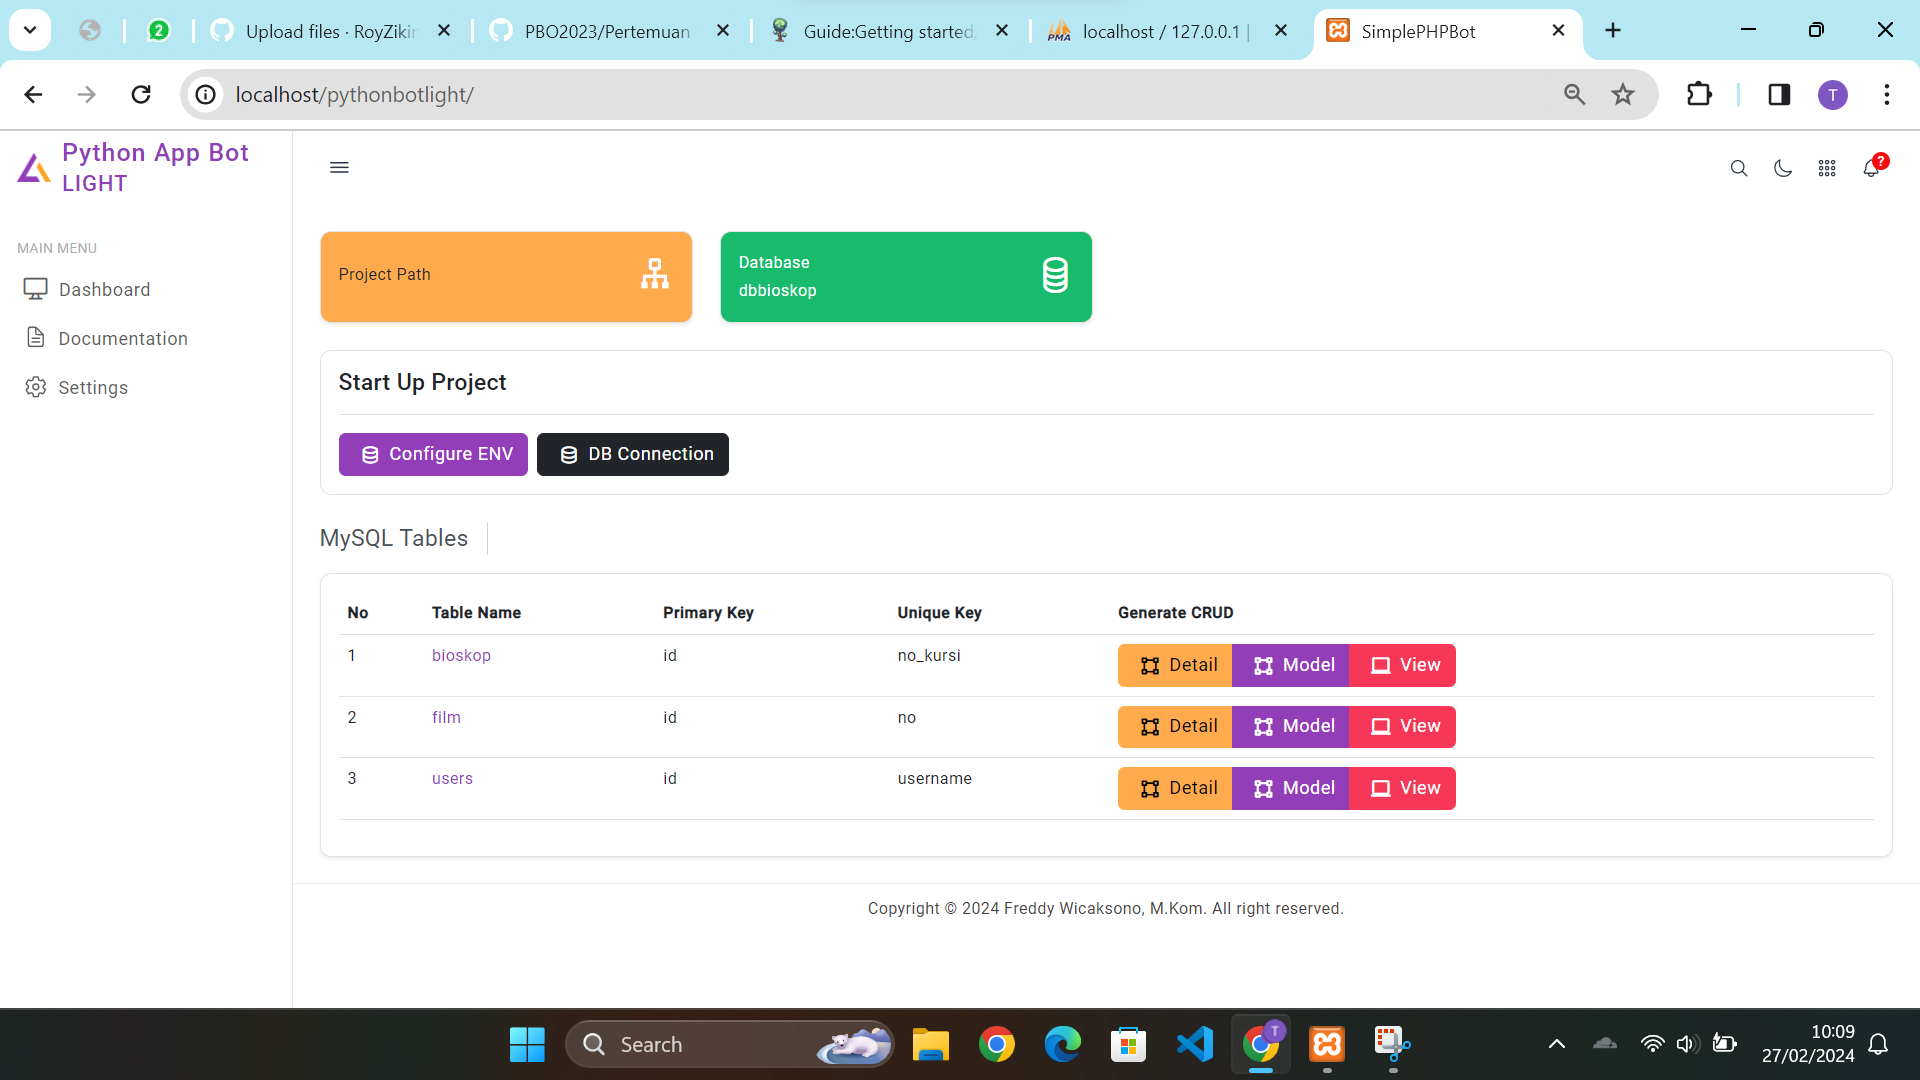 2
Upload files · RoyZikir
PBO2023/Pertemuan
Guide:Getting started,
PMA
localhost / 127.0.0.1 |
SimplePHPBot
localhost/pythonbotlight/
T
Python App Bot
LIGHT
?
MAIN MENU
Dashboard
Documentation
Settings
Project Path
Database
dbbioskop
Start Up Project
Configure ENV
DB Connection
MySQL Tables
No Table Name Primary Key Unique Key Generate CRUD
1 bioskop id no_kursi Detail Model View
2 film id no Detail Model View
3 users id username Detail Model View
Copyright © 2024 Freddy Wicaksono, M.Kom. All right reserved.
Search
T
10:09
27/02/2024